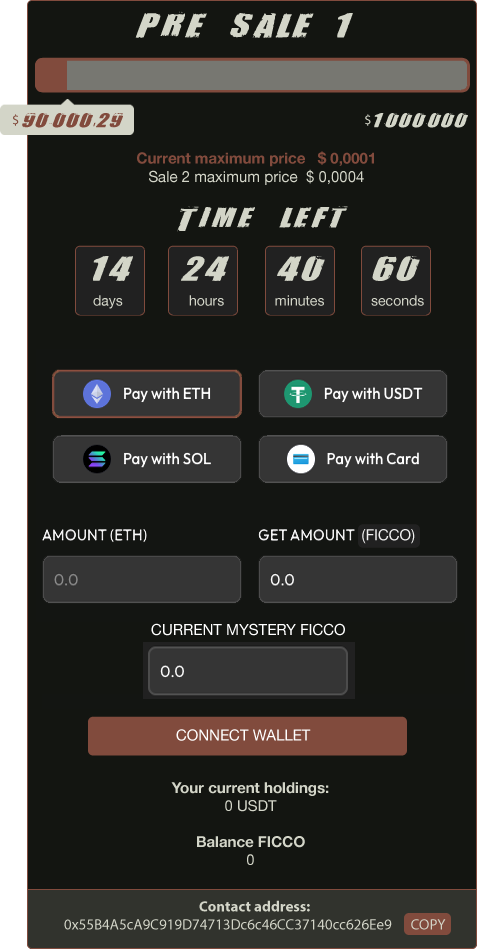 PRE SALE 1
$ 90 000.29
$ 1 000 000
Current maximum price $ 0,0001
Sale 2 maximum price $ 0,0004
TIME LEFT
14 24 40 60
days hours minutes seconds
Pay with ETH Pay with USDT
Pay with SOL Pay with Card
AMOUNT (ETH) GET AMOUNT (FICCO)
0.0 0.0
CURRENT MYSTERY FICCO
0.0
CONNECT WALLET
Your current holdings:
0 USDT
Balance FICCO
0
Contact address:
0x55B4A5cA9C919D74713Dc6c46CC37140cc626Ee9 COPY